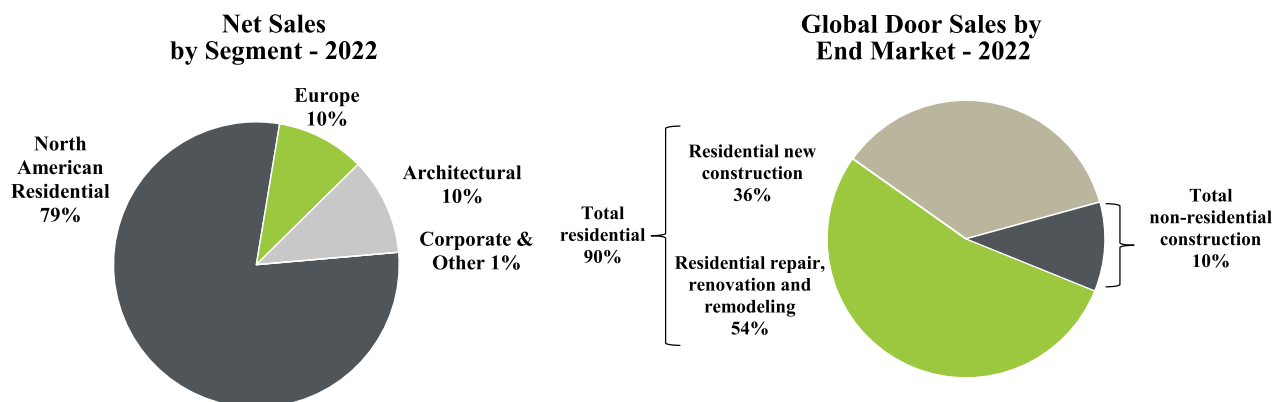 Net Sales
by Segment - 2022
Europe
10%
North
American
Residential
79%
Architectural
10%
Corporate &
Other 1%
Global Door Sales by
End Market - 2022
Total
residential
90%
Residential new
construction
36%
Residential repair,
renovation and
remodeling
54%
Total
non-residential
construction
10%